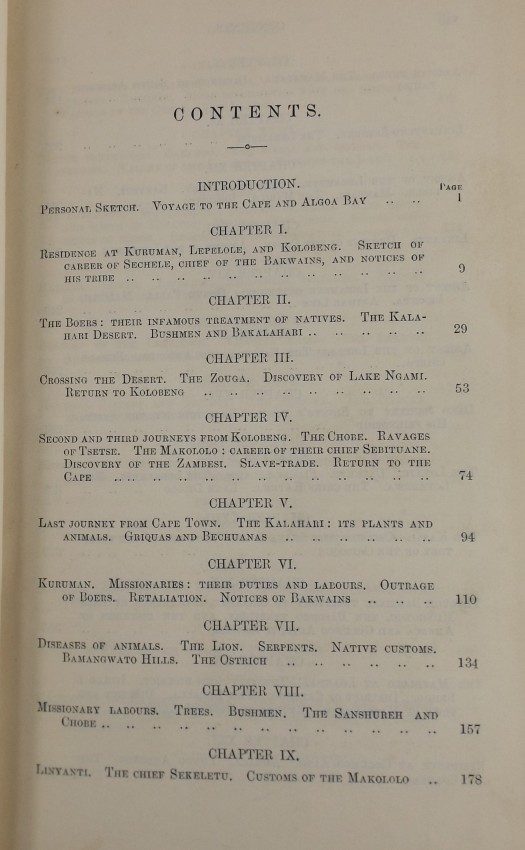 CONTENTS.
INTRODUCTION.
PAGE
PERSONAL SKETCH. VOYAGE TO THE CAPE AND ALGOA BAY .. .. 1
CHAPTER I.
RESIDENCE AT KURUMAN, LEPELOLE, AND KOLOBENG. SKETCH OF
CAREER OF SECHELE, CHIEF OF THE BAKWAINS, AND NOTICES OF
HIS TRIBE .. .. .. .. .. .. .. .. .. .. .. .. 9
CHAPTER II.
THE BOERS: THEIR INFAMOUS TREATMENT OF NATIVES. THE KALA-
HARI DESERT. BUSHMEN AND BAKALAHARI .. .. .. .. .. 29
CHAPTER III.
CROSSING THE DESERT. THE ZOUGA. DISCOVERY OF LAKE NGAMI.
RETURN TO KOLOBENG .. .. .. .. .. .. .. .. .. 53
CHAPTER IV.
SECOND AND THIRD JOURNEYS FROM KOLOBENG. THE CHOBE. RAVAGES
OF TSETSE. THE MAKOLOLO: CAREER OF THEIR CHIEF SEBITUANE.
DISCOVERY OF THE ZAMBESI. SLAVE-TRADE. RETURN TO THE
CAPE .. .. .. .. .. .. .. .. .. .. .. .. .. 74
CHAPTER V.
LAST JOURNEY FROM CAPE TOWN. THE KALAHARI: ITS PLANTS AND
ANIMALS. GRIQUAS AND BECHUANAS .. .. .. .. .. .. 94
CHAPTER VI.
KURUMAN. MISSIONARIES: THEIR DUTIES AND LABOURS. OUTRAGE
OF BOERS. RETALIATION. NOTICES OF BAKWAINS .. .. .. 110
CHAPTER VII.
DISEASES OF ANIMALS. THE LION. SERPENTS. NATIVE CUSTOMS.
BAMANGWATO HILLS. THE OSTRICH .. .. .. .. .. .. 134
CHAPTER VIII.
MISSIONARY LABOURS. TREES. BUSHMEN. THE SANSHUREH AND
CHOBE .. .. .. .. .. .. .. .. .. .. .. .. .. 157
CHAPTER IX.
LINYANTI. THE CHIEF SEKELETU. CUSTOMS OF THE MAKOLOLO .. 178